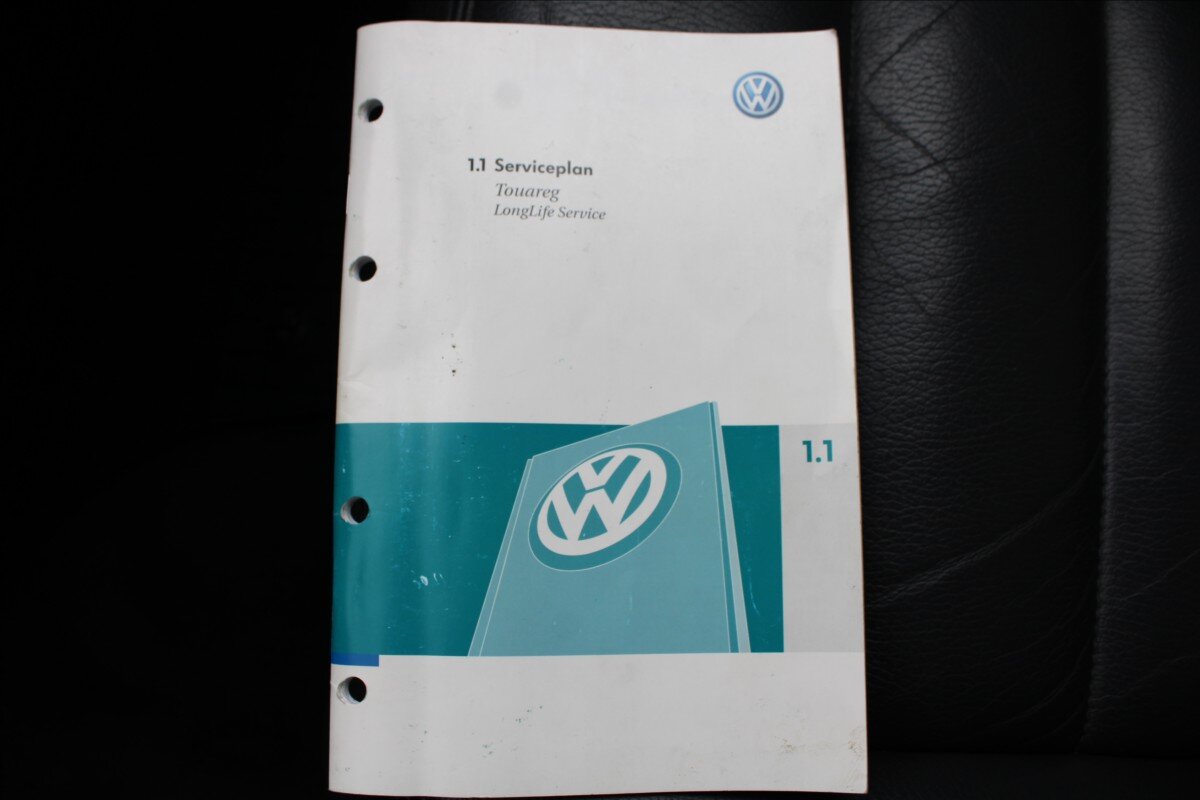 1.1 Serviceplan
Touareg
LongLife Service
1.1